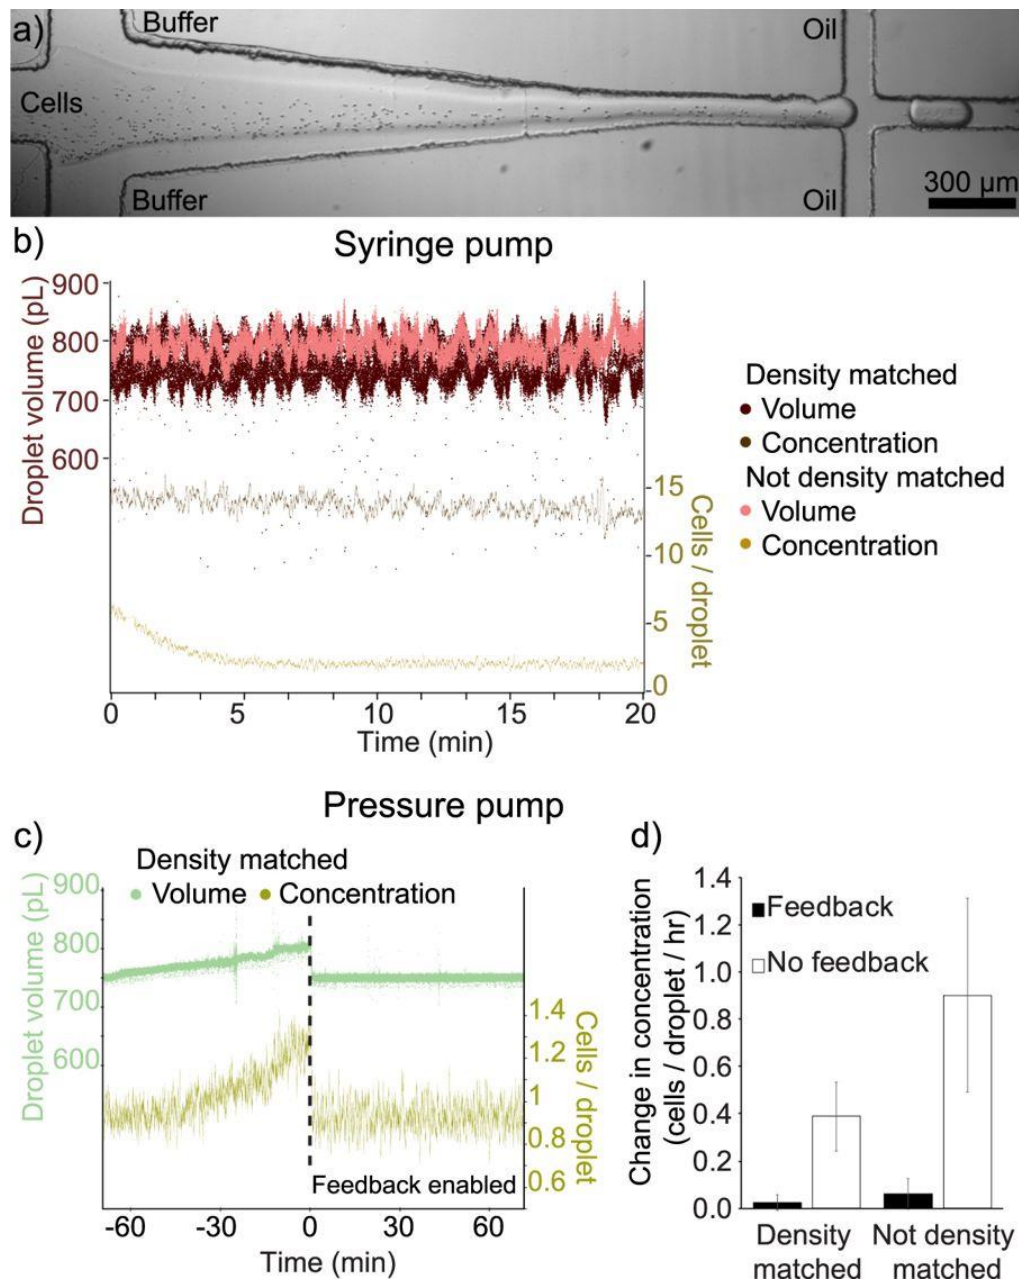 a)
Buffer
Oil
Cells
Buffer
Oil
300 µm
b)
Syringe pump
Droplet volume (pL)
900
800
700
600
15
10
5
0
Cells / droplet
0
5
10
15
20
Time (min)
Density matched
Volume
Concentration
Not density matched
Volume
Concentration
Pressure pump
c)
Density matched
Volume
Concentration
Droplet volume (pL)
900
800
700
600
1.4
1.2
1
0.8
0.6
Cells / droplet
Feedback enabled
-60
-30
0
30
60
Time (min)
d)
Change in concentration
(cells / droplet / hr)
1.4
1.2
1.0
0.8
0.6
0.4
0.2
0.0
Feedback
No feedback
Density
matched
Not density
matched